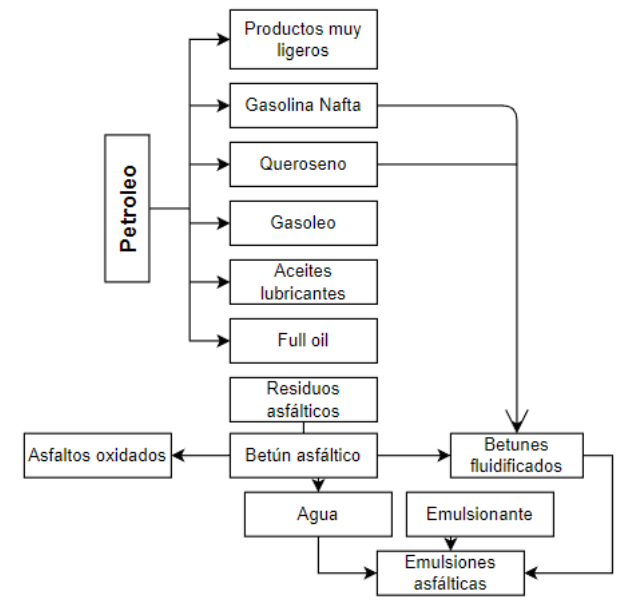 Productos muy
ligeros
Gasolina Nafta
Queroseno
Petroleo
Gasoleo
Aceites
lubricantes
Full oil
Residuos
asfálticos
Asfaltos oxidados
Betún asfáltico
Betunes
fluidificados
Agua
Emulsionante
Emulsiones
asfálticas